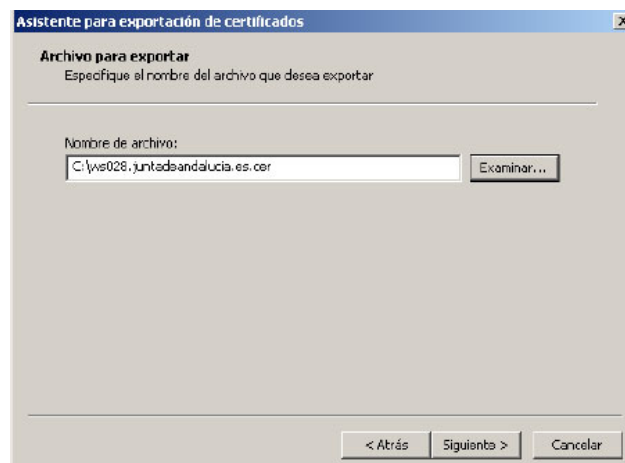 Asistente para exportación de certificados
Archivo para exportar
Especifique el nombre del archivo que desea exportar
Nombre de archivo:
C:\ws028.juntadeandalucia.es.cer
Examinar...
< Atrás
Siguiente >
Cancelar